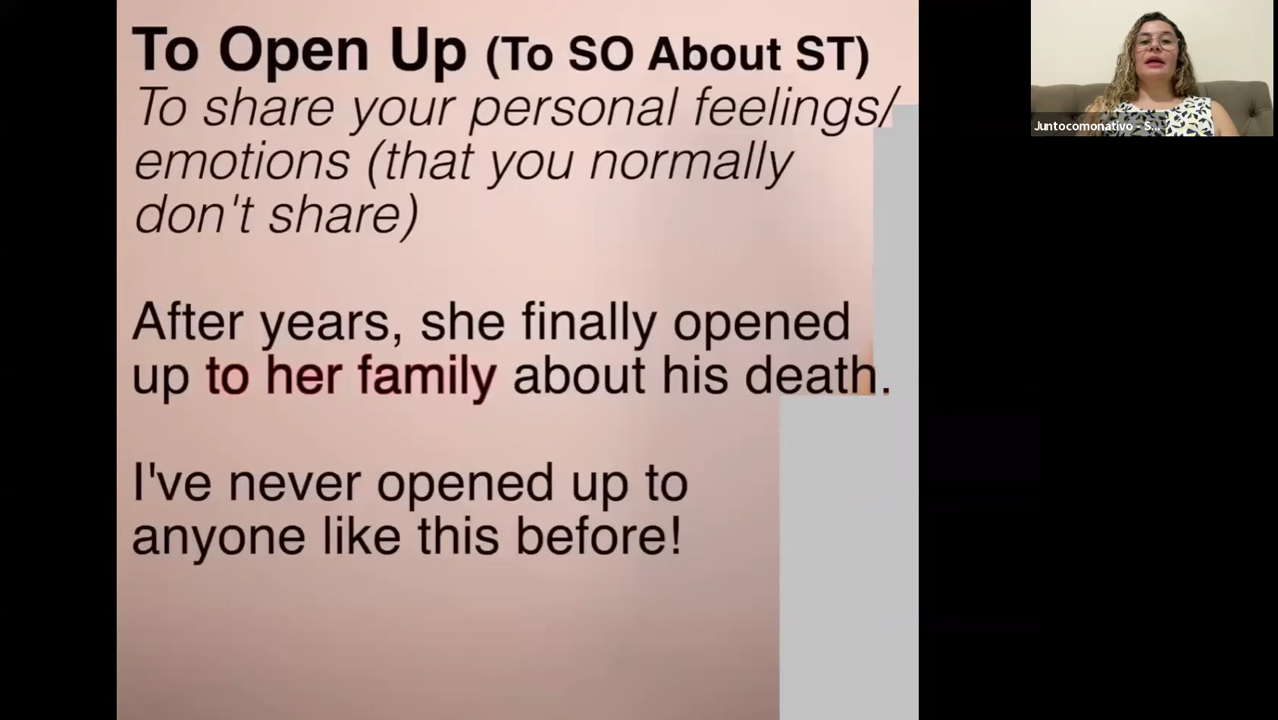 To Open Up (To SO About ST)
To share your personal feelings/
emotions (that you normally
don't share)
After years, she finally opened
up to her family about his death.
I've never opened up to
anyone like this before!
Juntocomonativo - S...